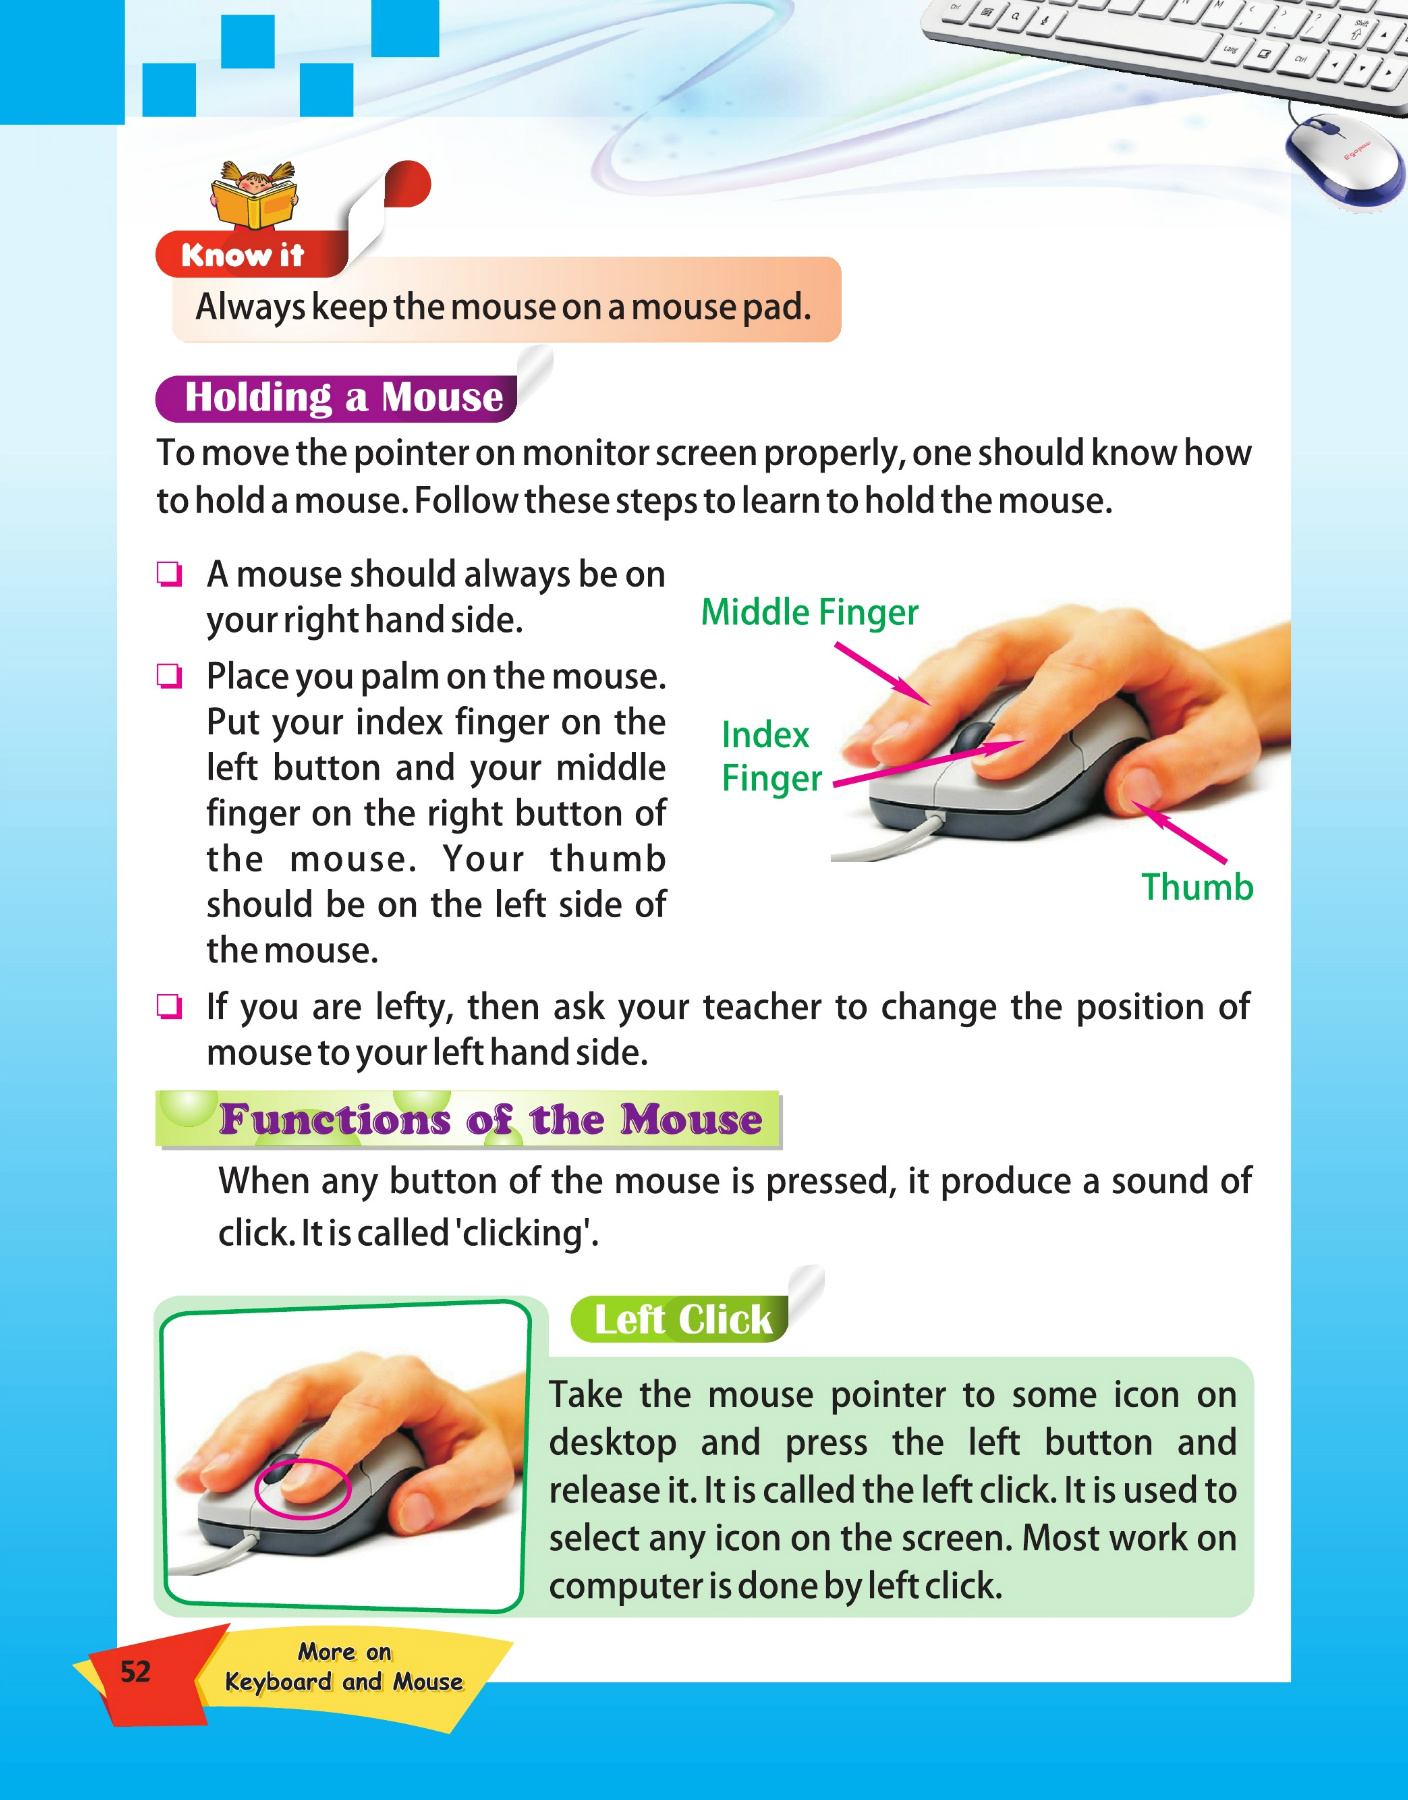 Know it
Always keep the mouse on a mouse pad.
Holding a Mouse
To move the pointer on monitor screen properly, one should know how
to hold a mouse. Follow these steps to learn to hold the mouse.
❏ A mouse should always be on
your right hand side.
❏ Place you palm on the mouse.
Put your index finger on the
left button and your middle
finger on the right button of
the mouse. Your thumb
should be on the left side of
the mouse.
Middle Finger
Index
Finger
Thumb
❏ If you are lefty, then ask your teacher to change the position of
mouse to your left hand side.
Functions of the Mouse
When any button of the mouse is pressed, it produce a sound of
click. It is called 'clicking'.
Left Click
Take the mouse pointer to some icon on
desktop and press the left button and
release it. It is called the left click. It is used to
select any icon on the screen. Most work on
computer is done by left click.
52
More on
Keyboard and Mouse